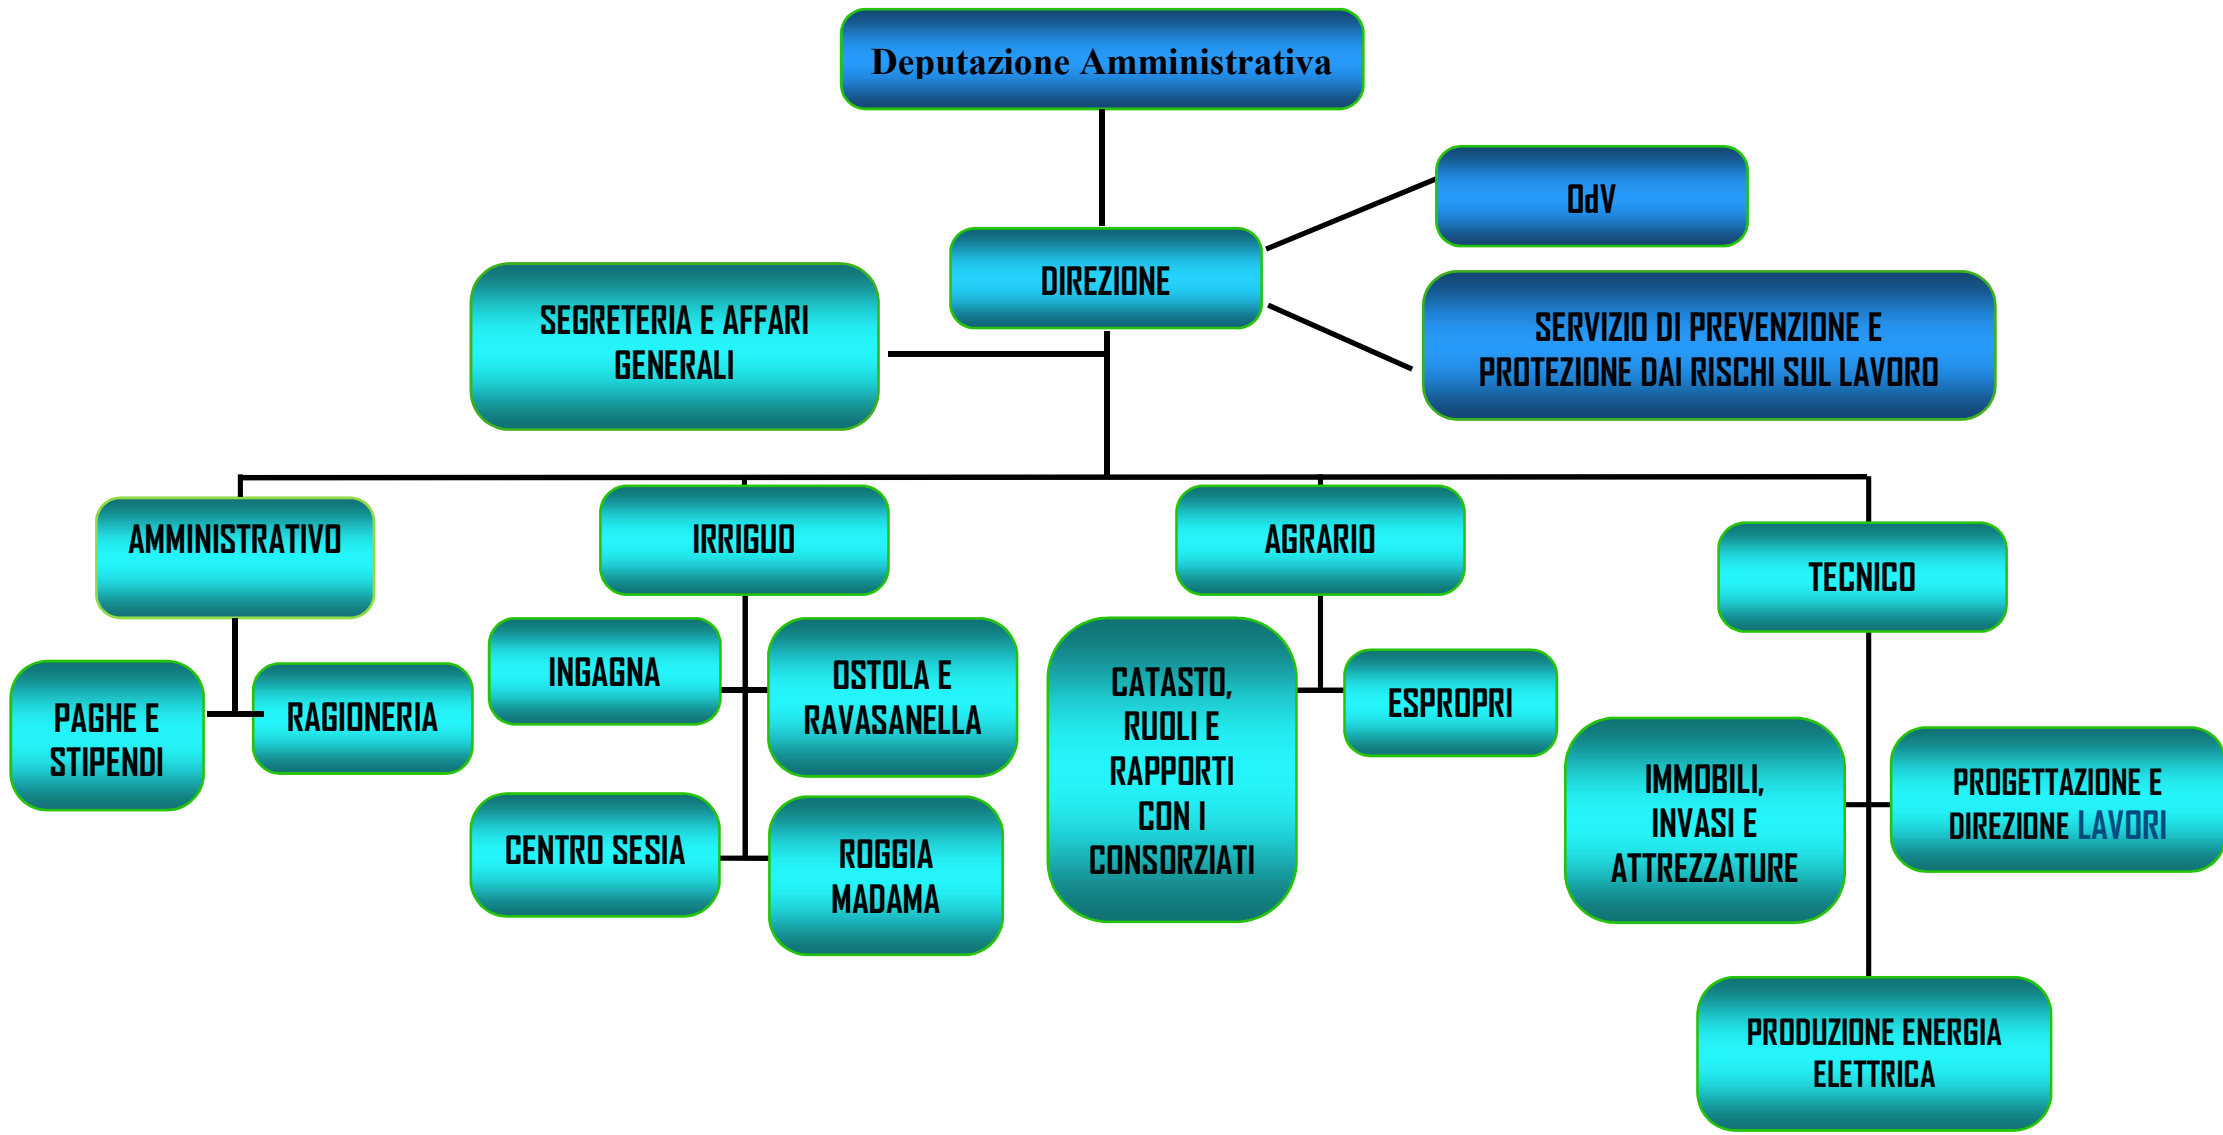 Deputazione Amministrativa
OdV
DIREZIONE
SEGRETERIA E AFFARI
GENERALI
SERVIZIO DI PREVENZIONE E
PROTEZIONE DAI RISCHI SUL LAVORO
AMMINISTRATIVO
IRRIGUO
AGRARIO
TECNICO
PAGHE E
STIPENDI
RAGIONERIA
INGAGNA
OSTOLA E
RAVASANELLA
CENTRO SESIA
ROGGIA
MADAMA
CATASTO,
RUOLI E
RAPPORTI
CON I
CONSORZIATI
ESPROPRI
IMMOBILI,
INVASI E
ATTREZZATURE
PROGETTAZIONE E
DIREZIONE LAVORI
PRODUZIONE ENERGIA
ELETTRICA